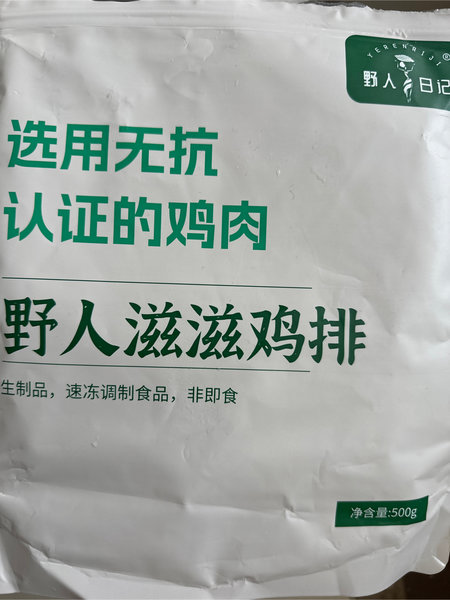 YERENRIJI®
野人日记
选用无抗
认证的鸡肉
野人滋滋鸡排
生制品，速冻调制食品，非即食
净含量:500g